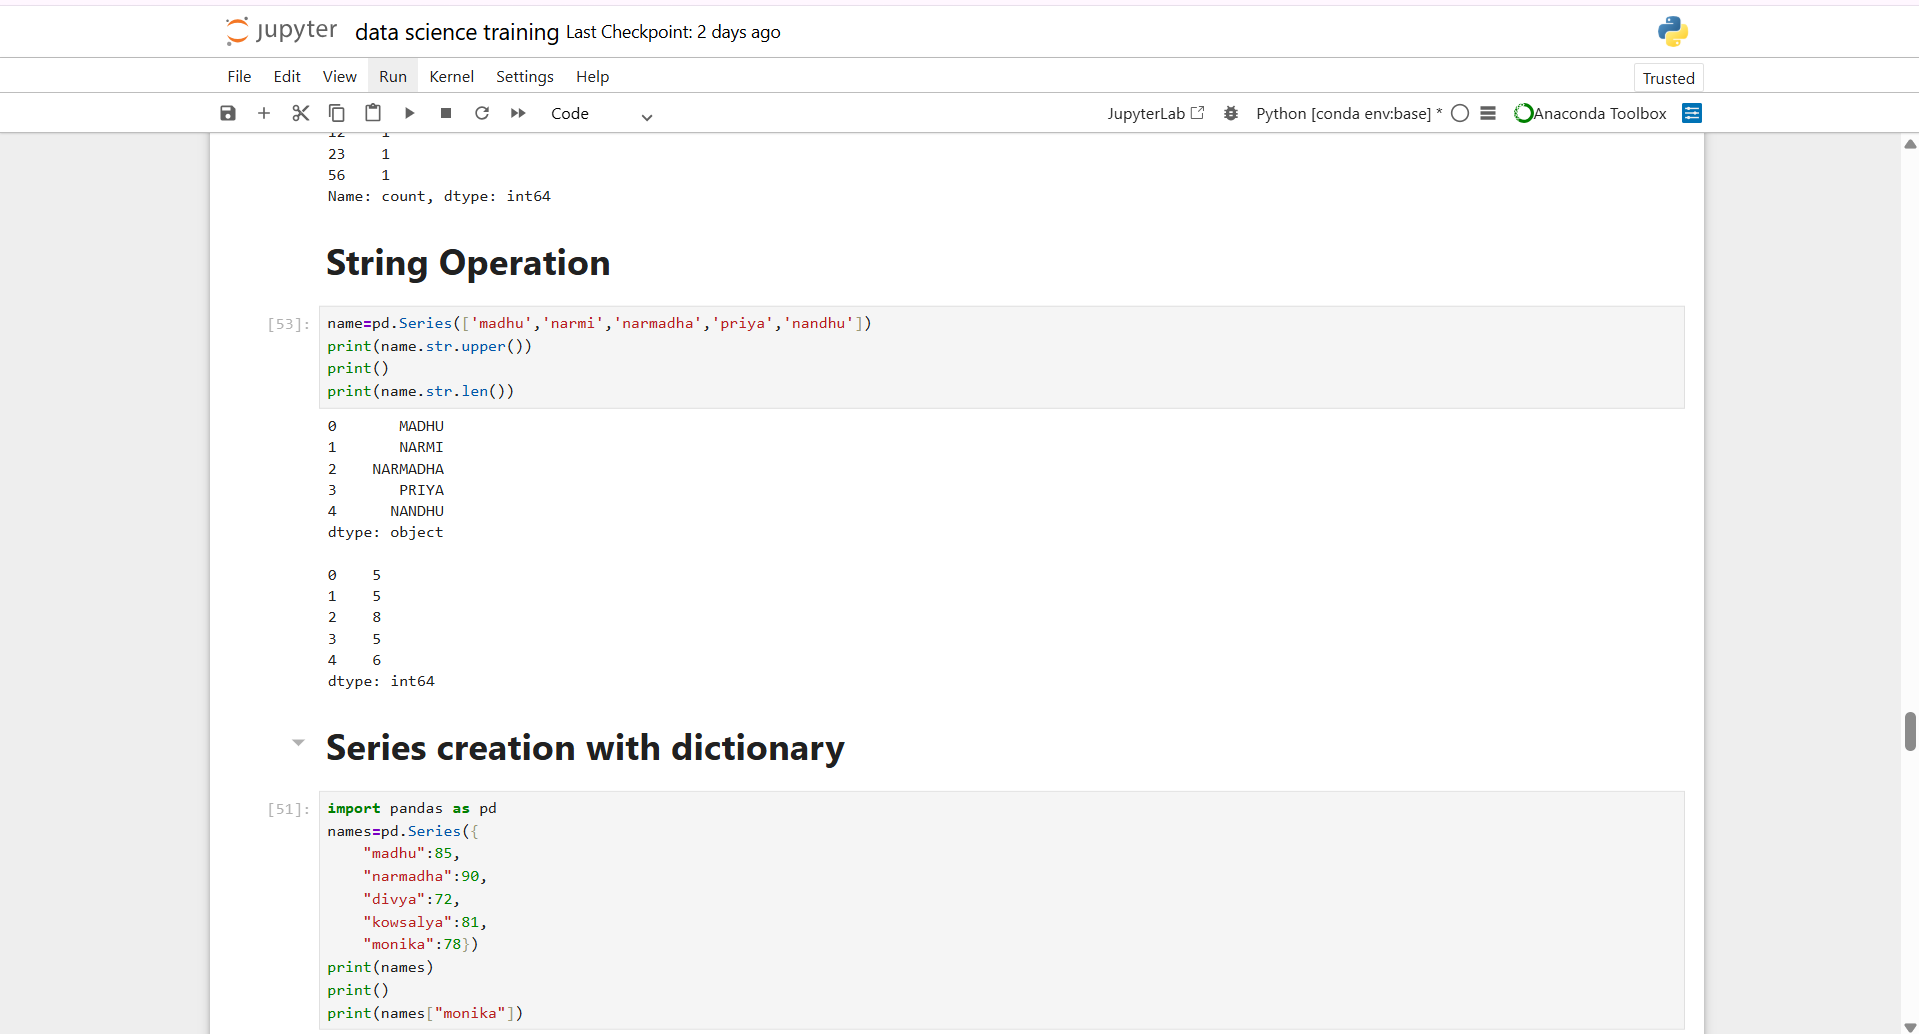 jupyter data science training Last Checkpoint: 2 days ago
File Edit View Run Kernel Settings Help
Trusted
Code
JupyterLab
Python [conda env:base] *
Anaconda Toolbox
12    1
23    1
56    1
Name: count, dtype: int64
String Operation
[53]:
name=pd.Series(['madhu','narmi','narmadha','priya','nandhu'])
print(name.str.upper())
print()
print(name.str.len())
0       MADHU
1       NARMI
2    NARMADHA
3       PRIYA
4      NANDHU
dtype: object
0    5
1    5
2    8
3    5
4    6
dtype: int64
Series creation with dictionary
[51]:
import pandas as pd
names=pd.Series({
    "madhu":85,
    "narmadha":90,
    "divya":72,
    "kowsalya":81,
    "monika":78})
print(names)
print()
print(names["monika"])